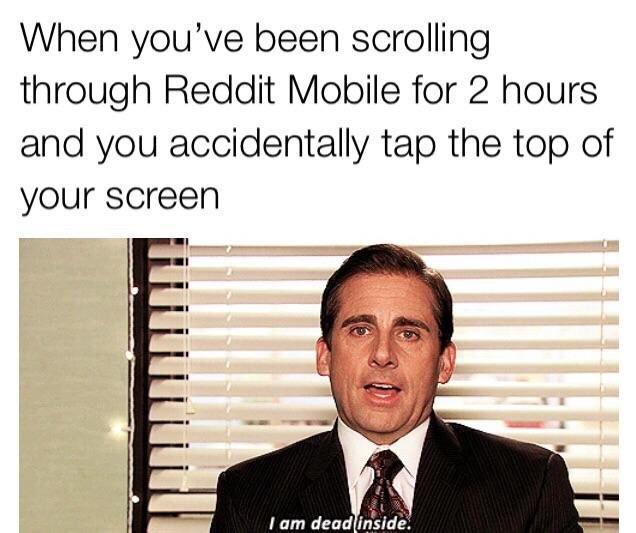 When you’ve been scrolling
through Reddit Mobile for 2 hours
and you accidentally tap the top of
your screen
I am dead inside.